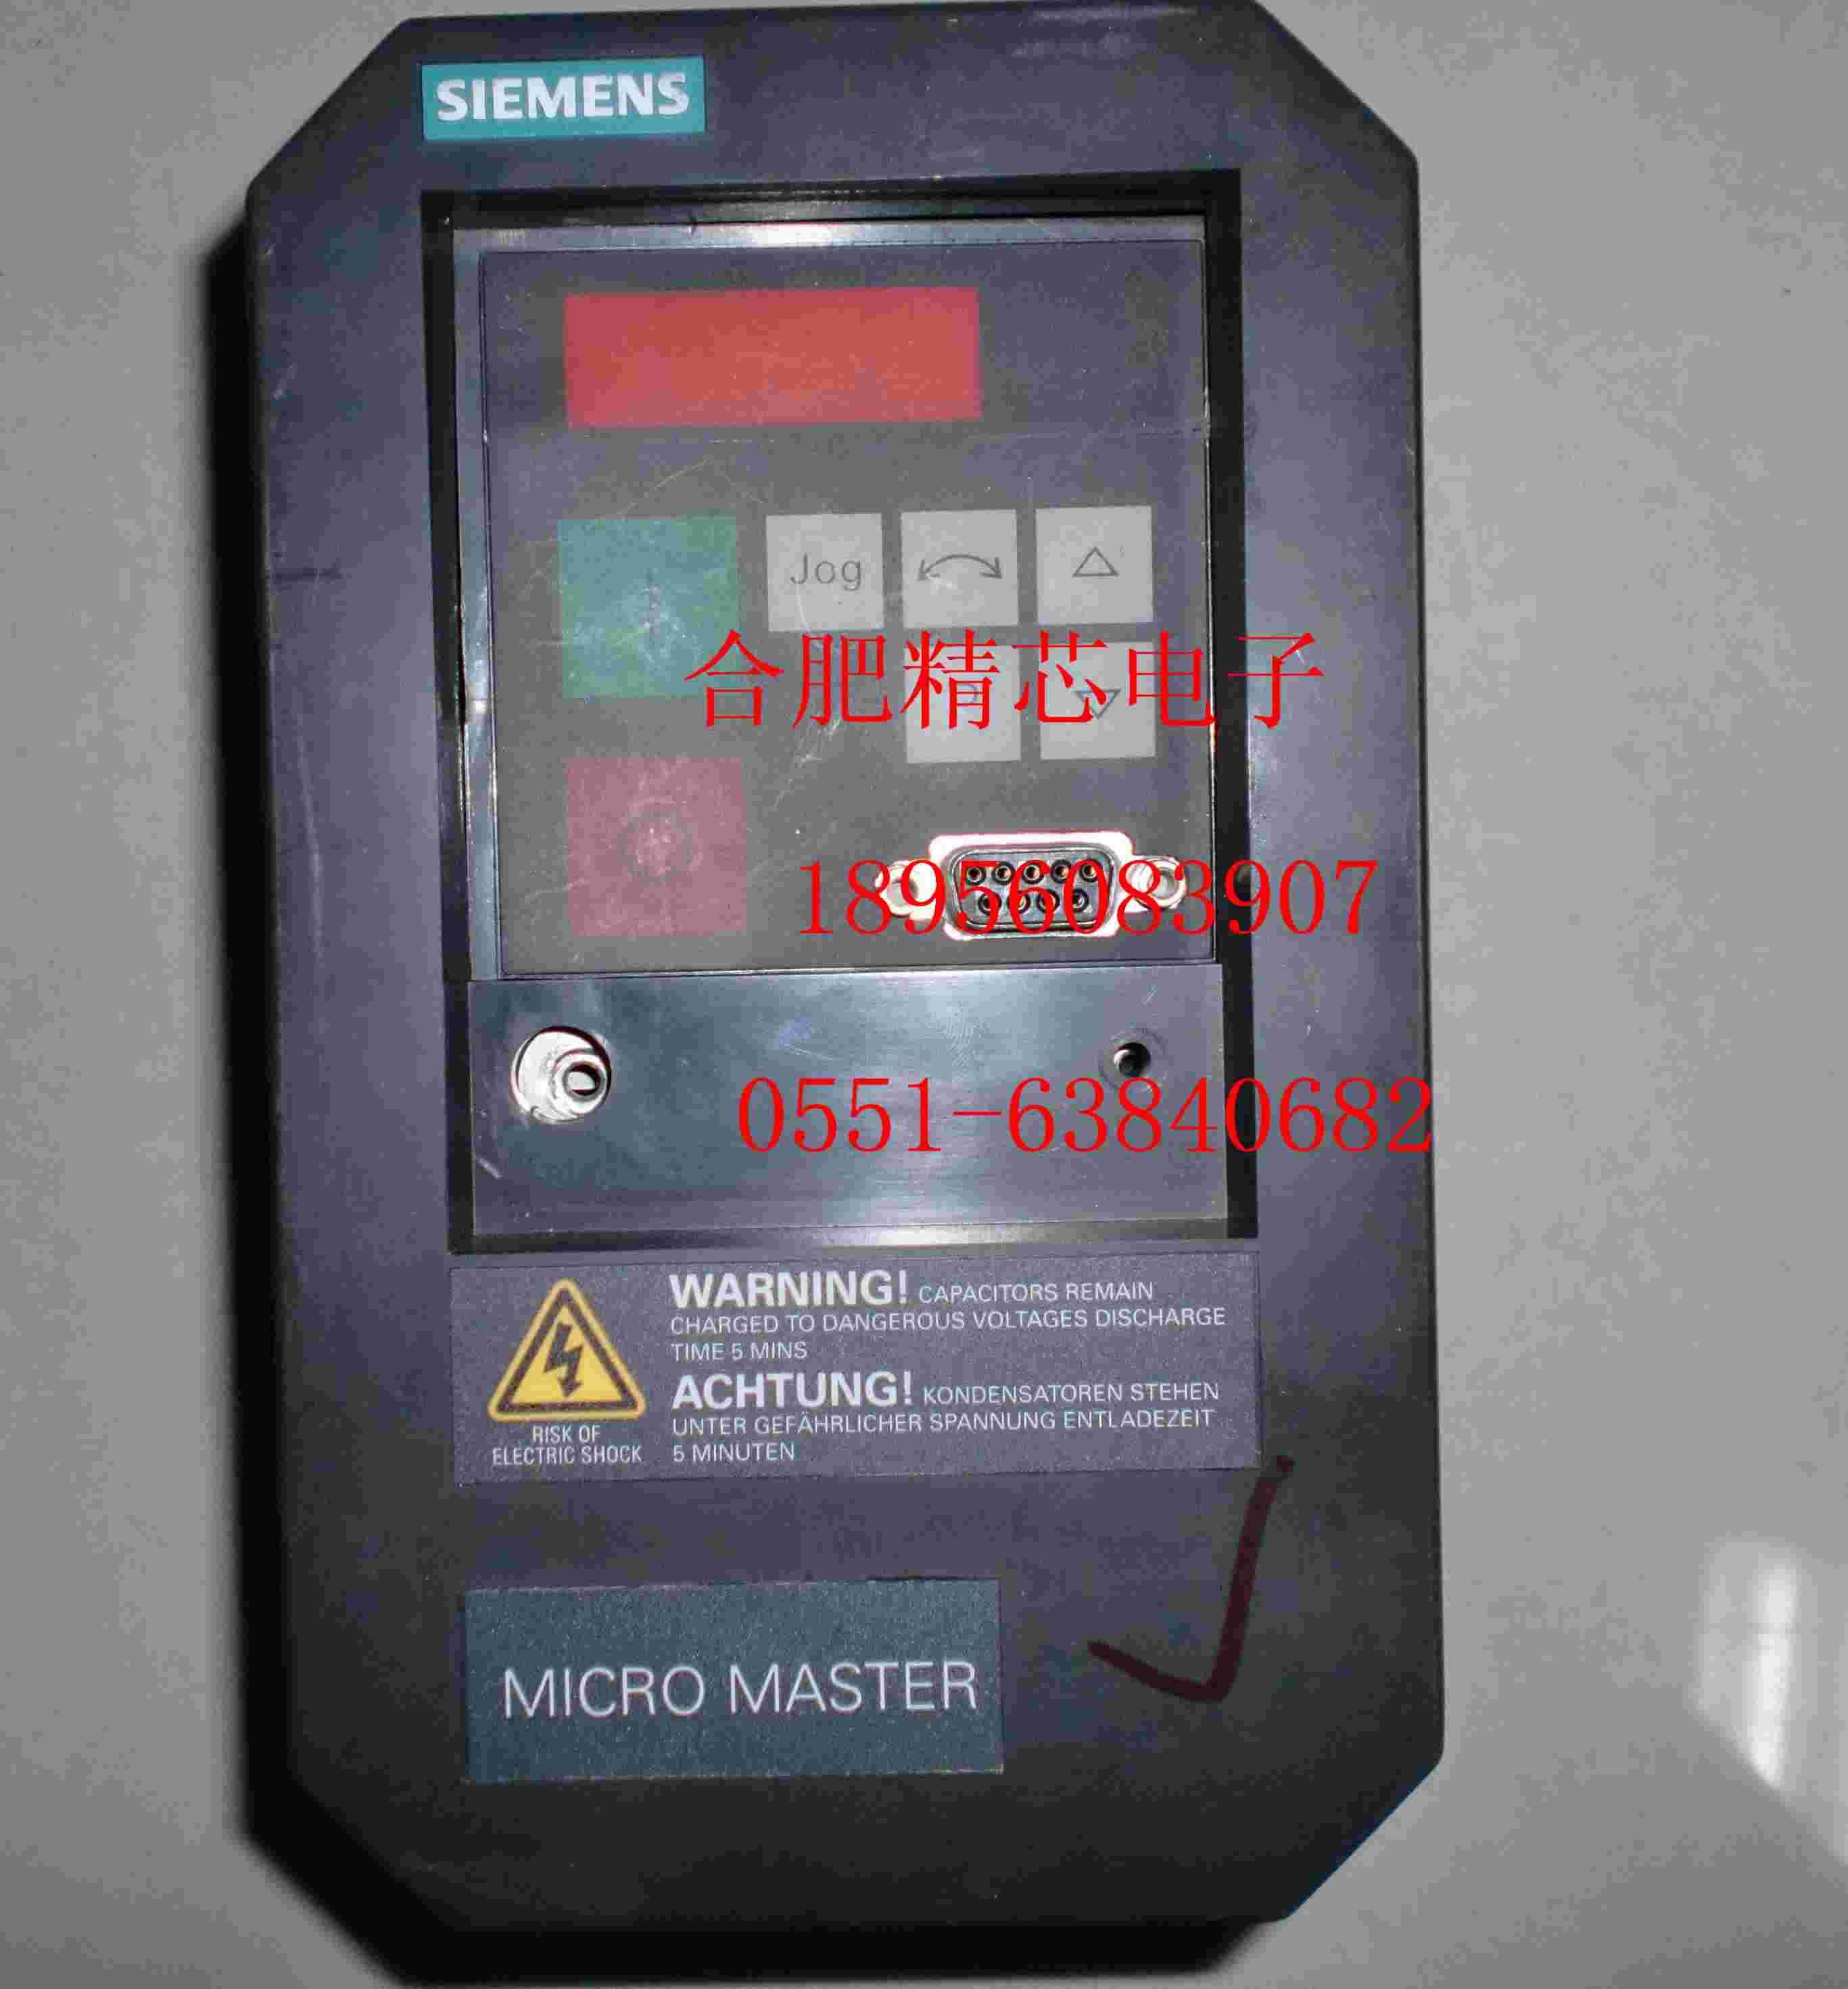 SIEMENS
Jog
合肥精芯电子
P
18956083907
0551-63840682
WARNING! CAPACITORS REMAIN
CHARGED TO DANGEROUS VOLTAGES DISCHARGE
TIME 5 MINS
ACHTUNG! KONDENSATOREN STEHEN
UNTER GEFÄHRLICHER SPANNUNG ENTLADEZEIT
5 MINUTEN
RISK OF
ELECTRIC SHOCK
MICRO MASTER